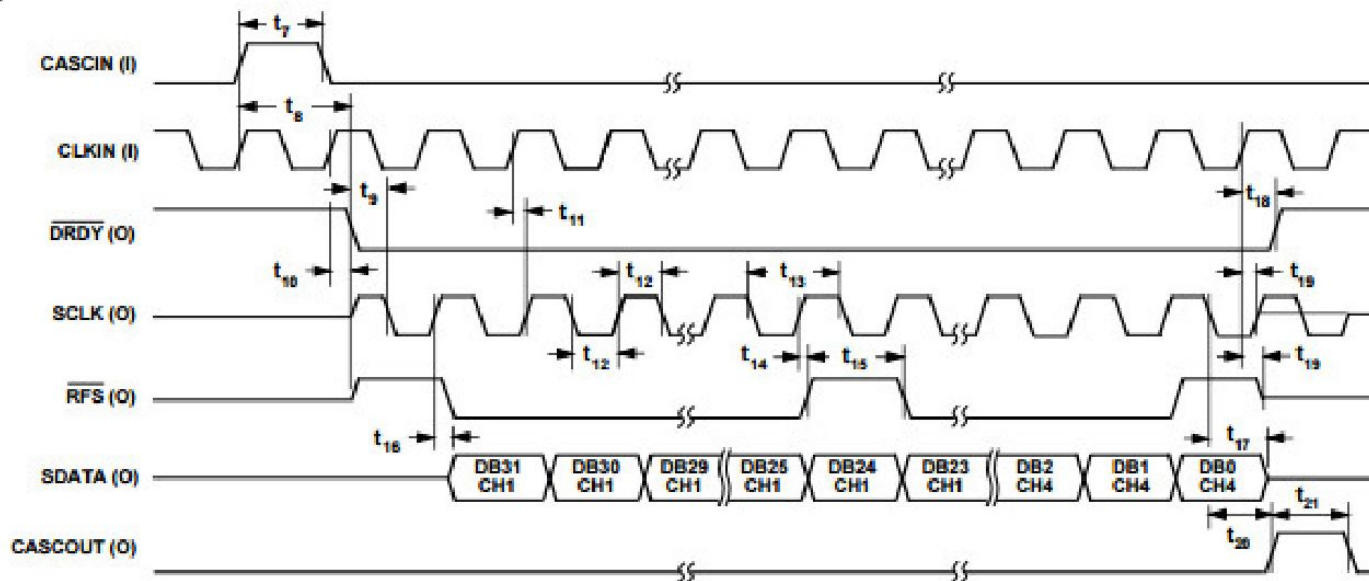 t7
CASCIN (I)
t8
CLKIN (I)
t9
t11
t18
DRDY (O)
t10
t12
t13
t19
SCLK (O)
t12
t14
t15
t19
RFS (O)
t16
t17
SDATA (O)
DB31 CH1
DB30 CH1
DB29 CH1
DB25 CH1
DB24 CH1
DB23 CH1
DB2 CH4
DB1 CH4
DB0 CH4
t21
t20
CASCOUT (O)